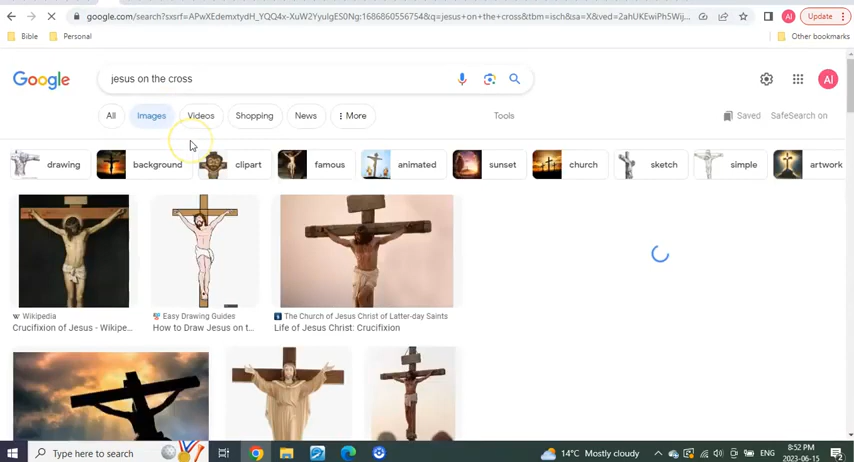 google.com/search?sxsrf=APwXEdemxtydH_YQQ4x-XuW2YyulgES0Ng:1686860556754&q=jesus+on+the+cross&tbm=isch&sa=X&ved=2ahUKEwiPh5Wij...
Update
Bible
Personal
Other bookmarks
Google
jesus on the cross
AI
All
Images
Videos
Shopping
News
More
Tools
Saved
SafeSearch on
drawing
background
clipart
famous
animated
sunset
church
sketch
simple
artwork
Wikipedia
Crucifixion of Jesus - Wikipe...
Easy Drawing Guides
How to Draw Jesus on t...
The Church of Jesus Christ of Latter-day Saints
Life of Jesus Christ: Crucifixion
Type here to search
14°C Mostly cloudy
ENG
8:52 PM
2023-06-15